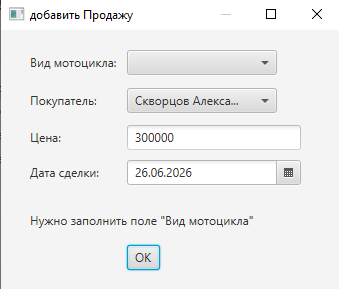 добавить Продажу
Вид мотоцикла:
Покупатель: Скворцов Алекса...
Цена: 300000
Дата сделки: 26.06.2026
Нужно заполнить поле "Вид мотоцикла"
OK